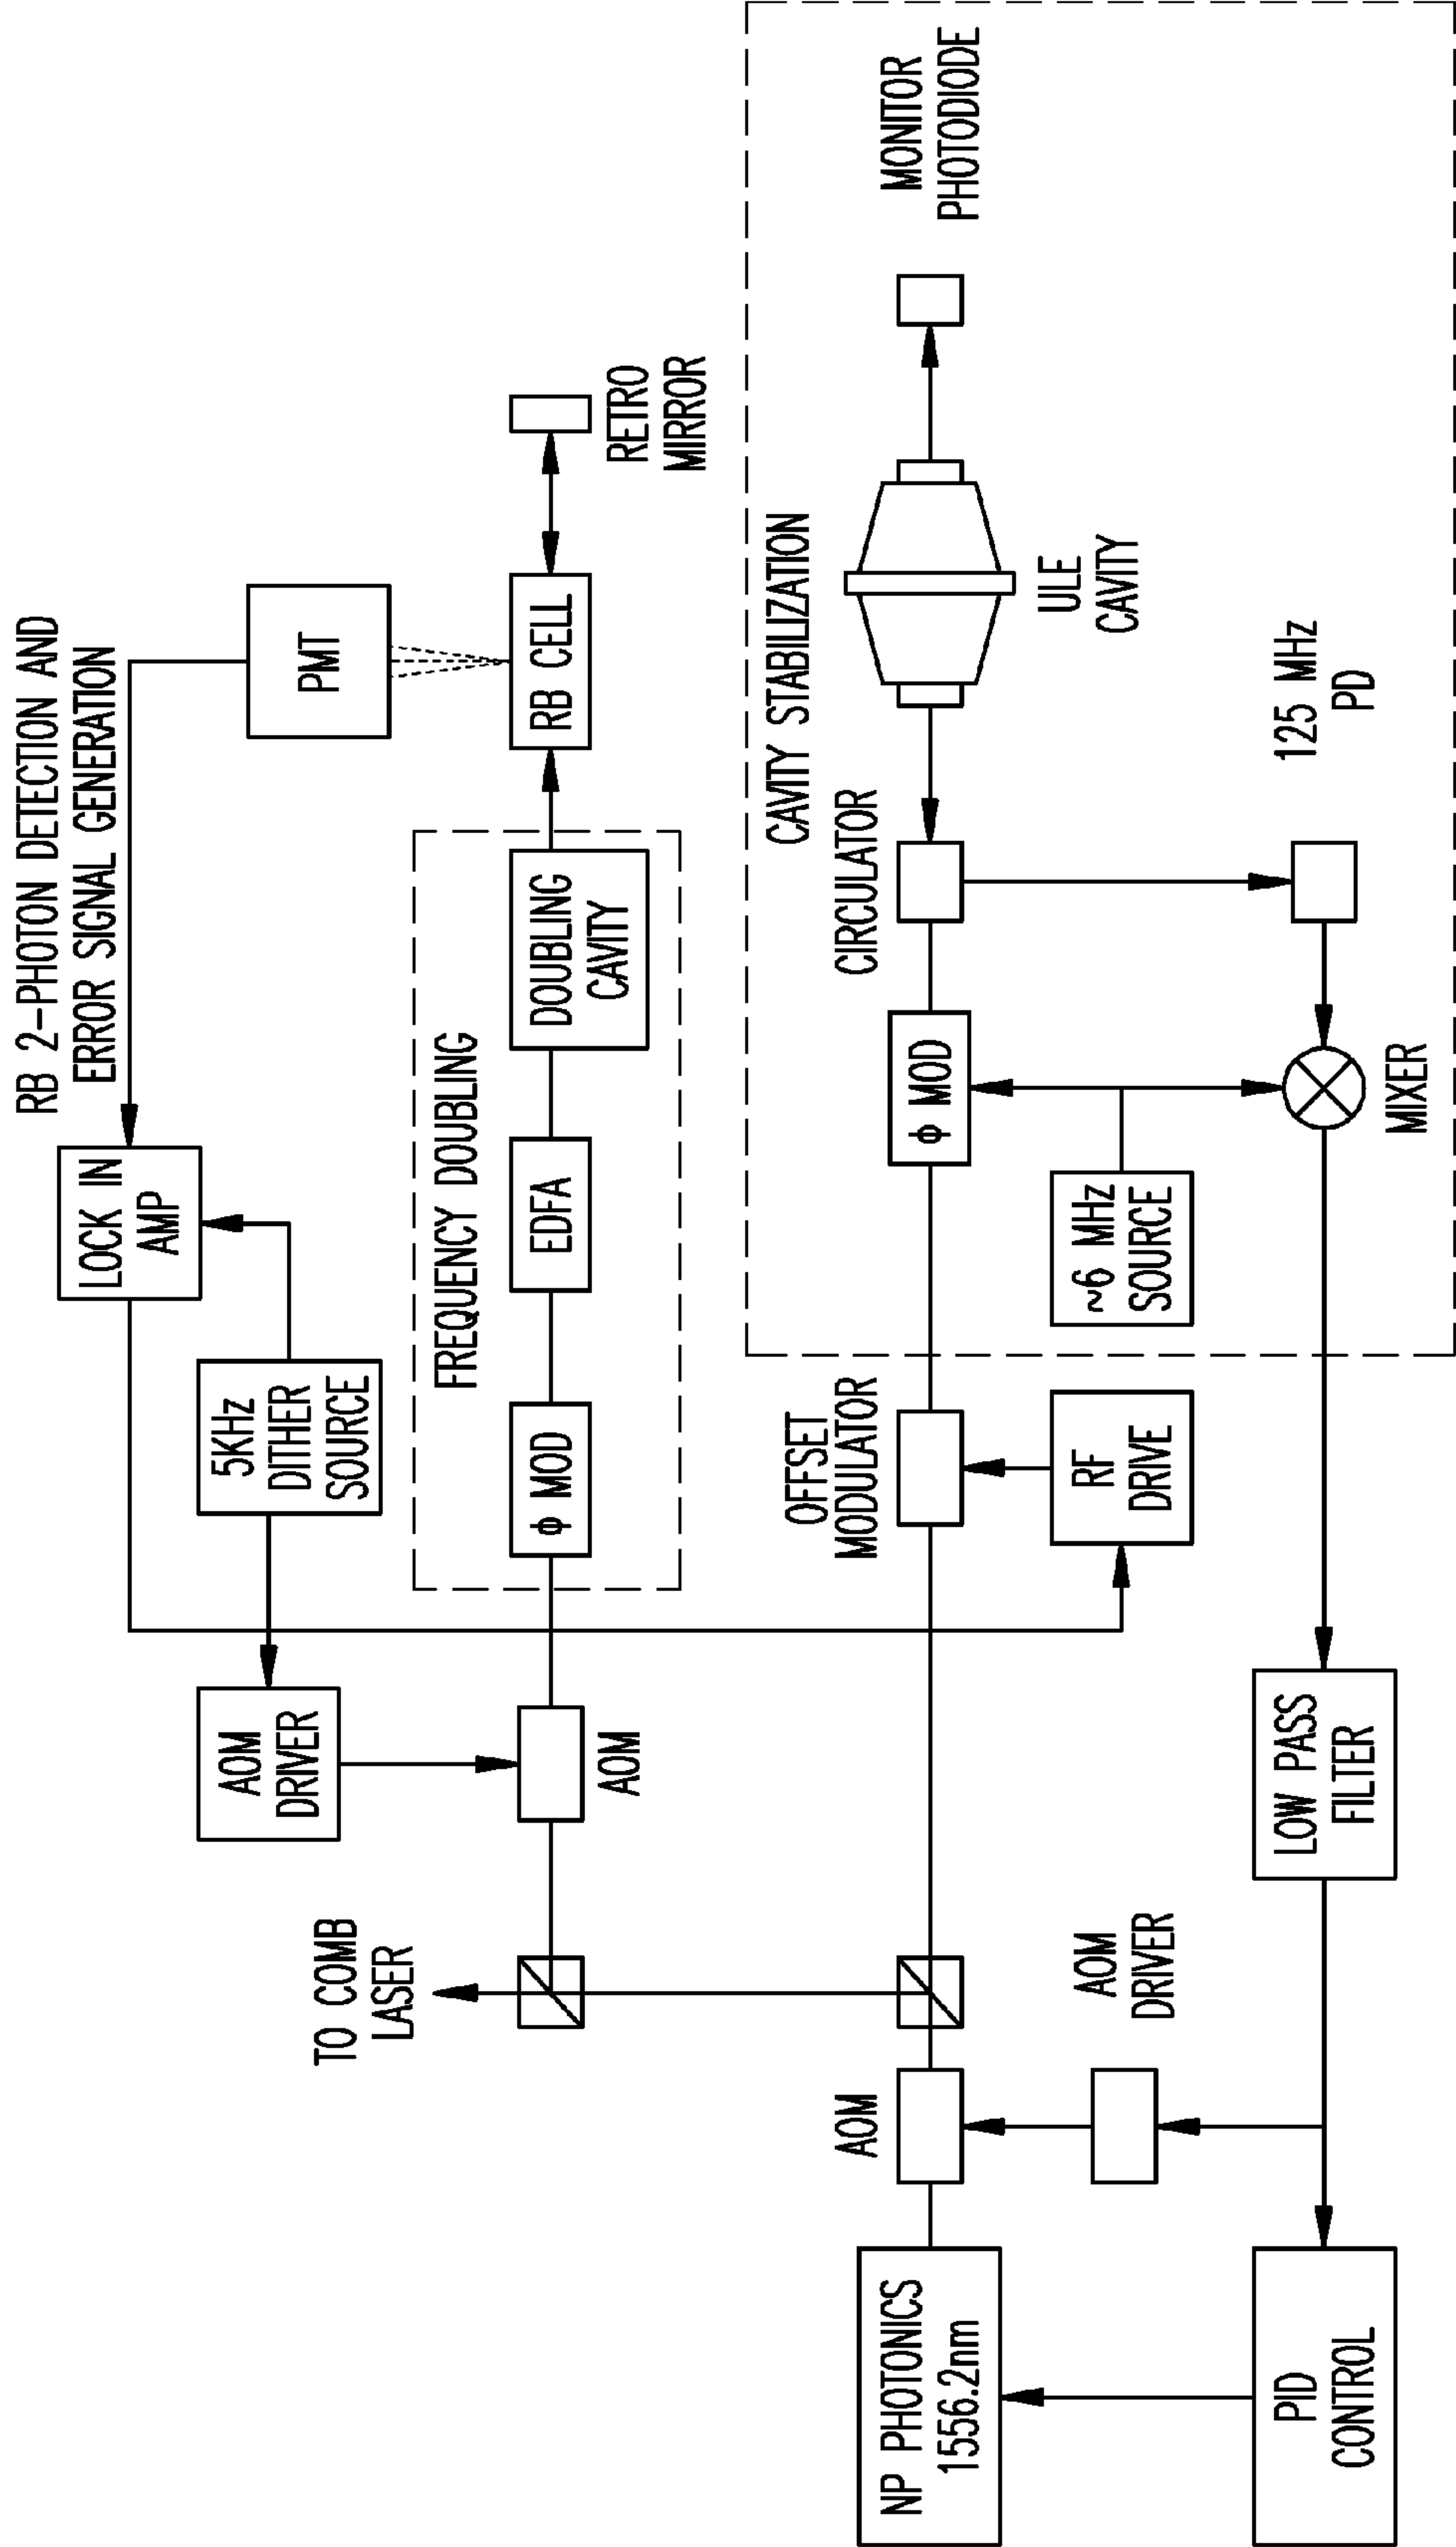 RB 2-PHOTON DETECTION AND
ERROR SIGNAL GENERATION
LOCK IN
AMP
PMT
5KHz
DITHER
SOURCE
AOM
DRIVER
TO COMB
LASER
FREQUENCY DOUBLING
AOM
ϕ MOD
EDFA
DOUBLING
CAVITY
RB CELL
RETRO
MIRROR
CAVITY STABILIZATION
NP PHOTONICS
1556.2nm
AOM
OFFSET
MODULATOR
ϕ MOD
CIRCULATOR
ULE
CAVITY
MONITOR
PHOTODIODE
AOM
DRIVER
RF
DRIVE
~6 MHz
SOURCE
125 MHz
PD
PID
CONTROL
LOW PASS
FILTER
MIXER